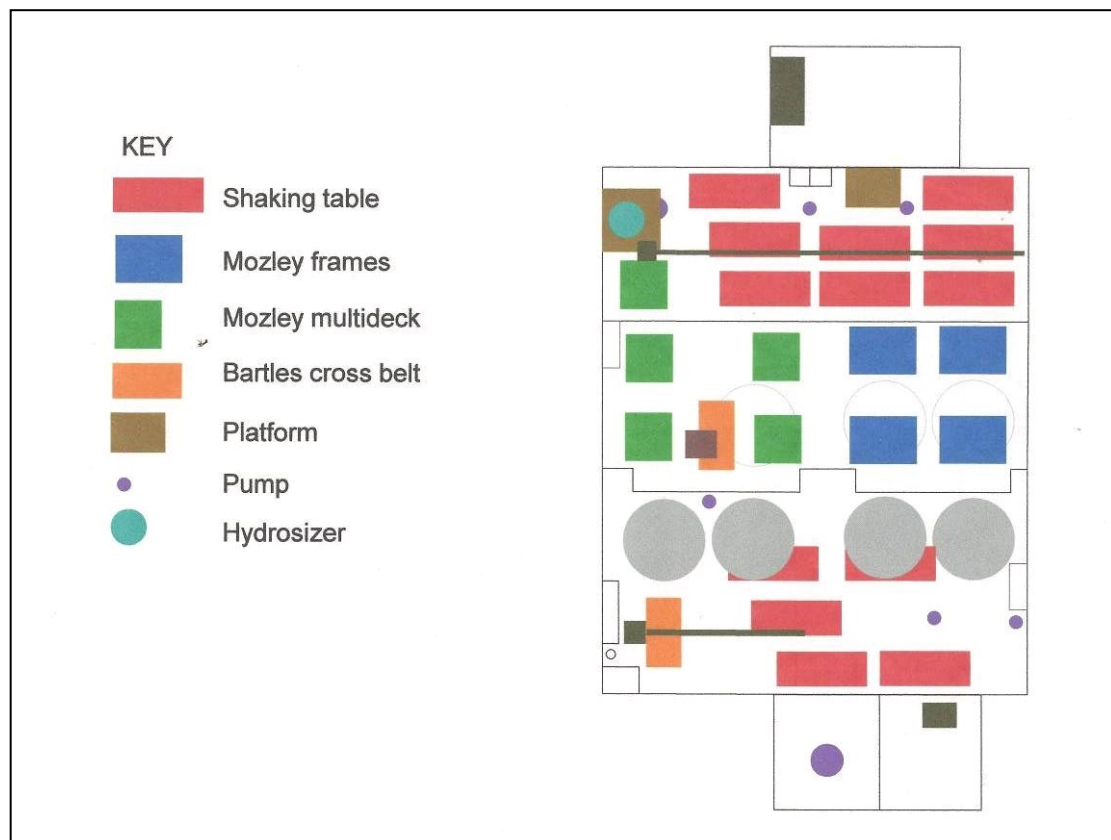 KEY
Shaking table
Mozley frames
Mozley multideck
Bartles cross belt
Platform
Pump
Hydrosizer